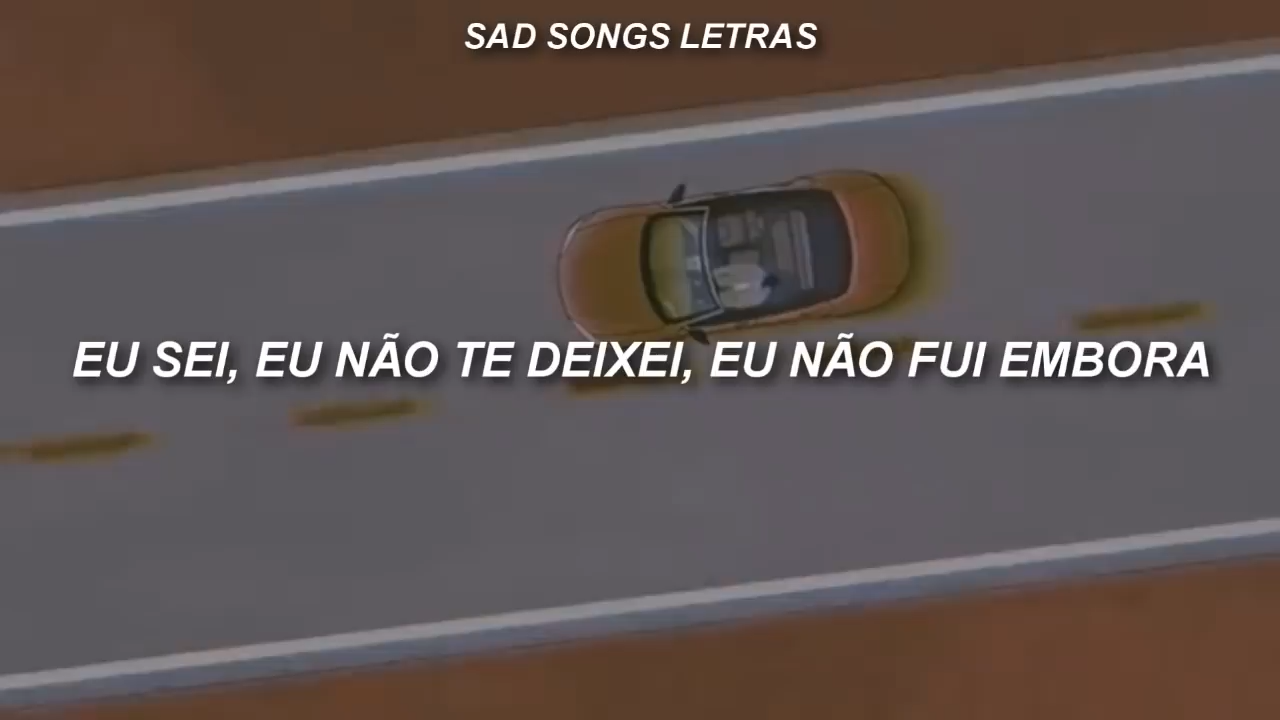 SAD SONGS LETRAS
EU SEI, EU NÃO TE DEIXEI, EU NÃO FUI EMBORA